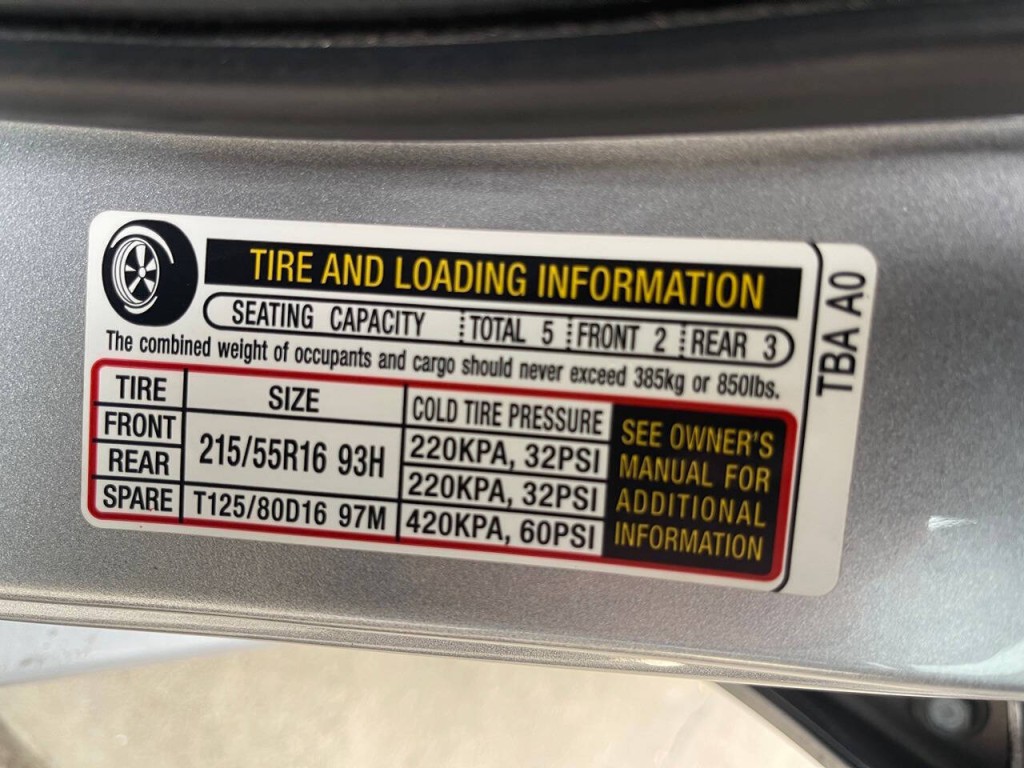 TIRE AND LOADING INFORMATION
SEATING CAPACITY TOTAL 5 FRONT 2 REAR 3
The combined weight of occupants and cargo should never exceed 385kg or 850lbs.
TIRE SIZE COLD TIRE PRESSURE
FRONT 215/55R16 93H 220KPA, 32PSI
REAR 220KPA, 32PSI
SPARE T125/80D16 97M 420KPA, 60PSI
SEE OWNER'S
MANUAL FOR
ADDITIONAL
INFORMATION
TBA A0